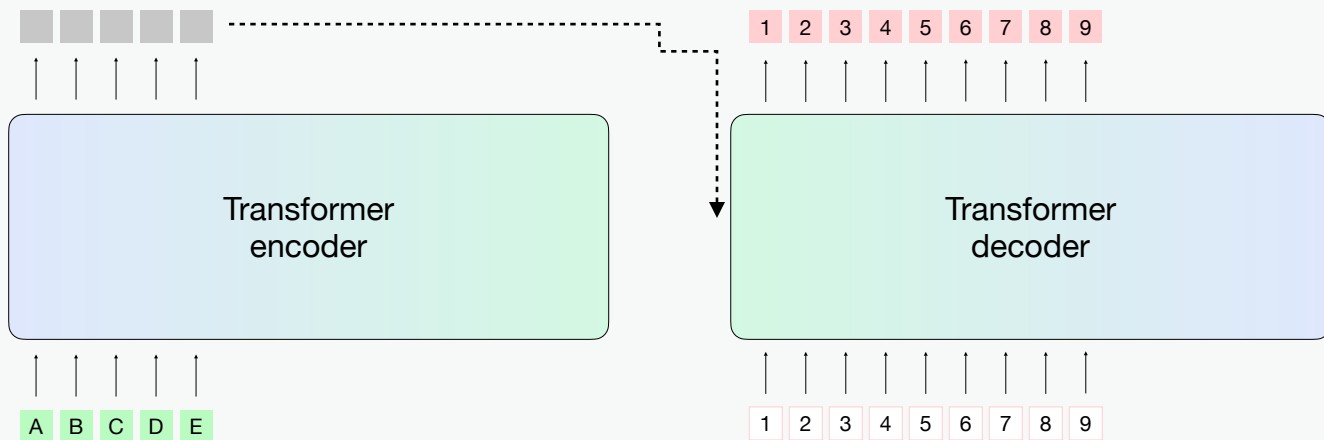 1 2 3 4 5 6 7 8 9
Transformer
encoder
Transformer
decoder
A B C D E
1 2 3 4 5 6 7 8 9